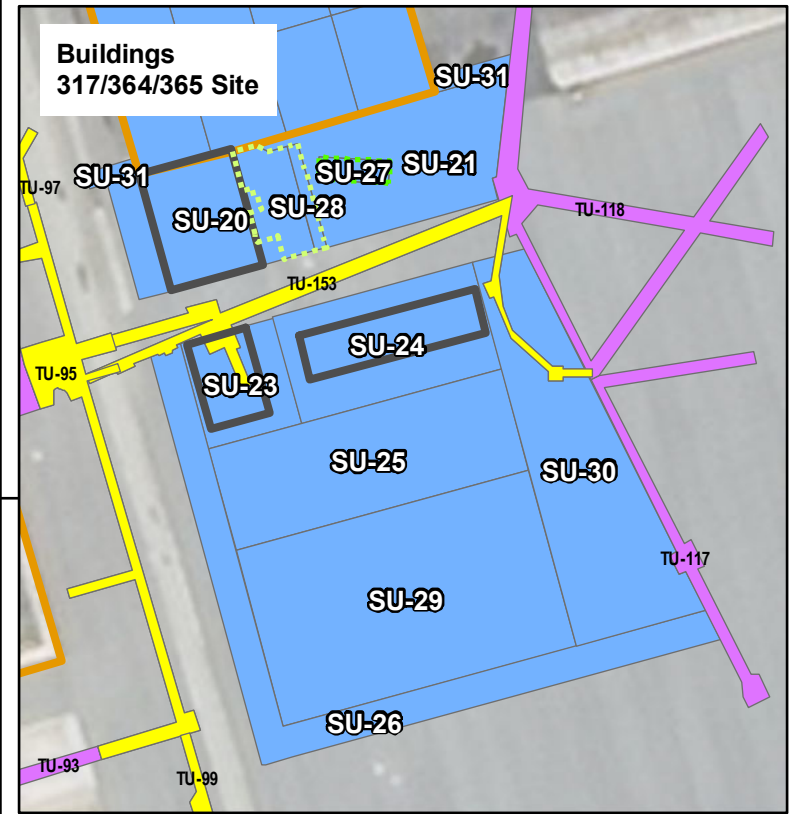 Buildings
317/364/365 Site
SU-31
SU-21
SU-27
SU-31
TU-97
SU-28
SU-20
TU-118
TU-153
SU-24
TU-95
SU-23
SU-25
SU-30
TU-117
SU-29
SU-26
TU-93
TU-99